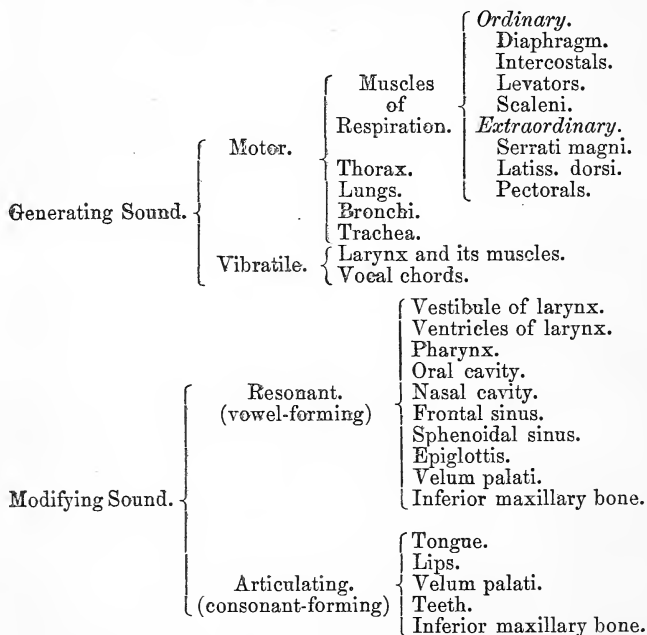 Generating Sound.
Motor.
Muscles
of
Respiration.
Ordinary.
Diaphragm.
Intercostals.
Levators.
Scaleni.
Extraordinary.
Serrati magni.
Latiss. dorsi.
Pectorals.
Thorax.
Lungs.
Bronchi.
Trachea.
Vibratile.
Larynx and its muscles.
Vocal chords.
Modifying Sound.
Resonant.
(vowel-forming)
Vestibule of larynx.
Ventricles of larynx.
Pharynx.
Oral cavity.
Nasal cavity.
Frontal sinus.
Sphenoidal sinus.
Epiglottis.
Velum palati.
Inferior maxillary bone.
Articulating.
(consonant-forming)
Tongue.
Lips.
Velum palati.
Teeth.
Inferior maxillary bone.